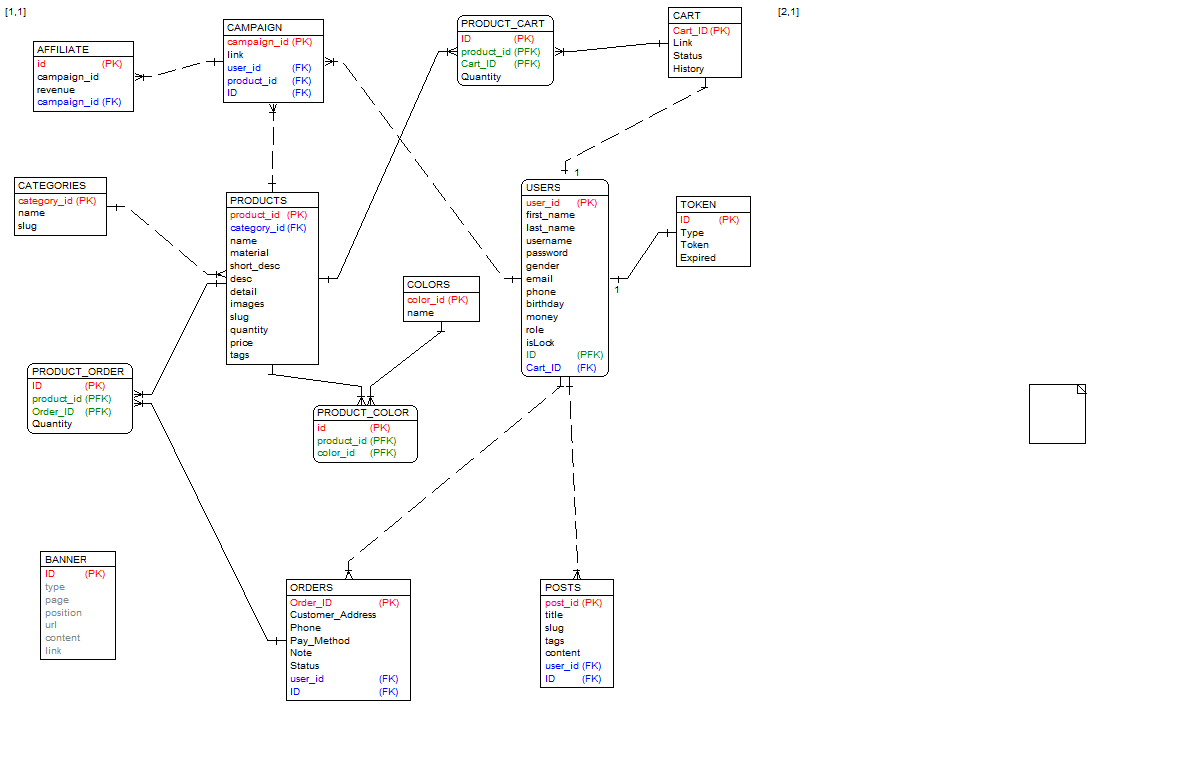 [1,1]
[2,1]
AFFILIATE
id (PK)
campaign_id
revenue
campaign_id (FK)
CAMPAIGN
campaign_id (PK)
link
user_id (FK)
product_id (FK)
ID (FK)
PRODUCT_CART
ID (PK)
product_id (PFK)
Cart_ID (PFK)
Quantity
CART
Cart_ID (PK)
Link
Status
History
CATEGORIES
category_id (PK)
name
slug
PRODUCTS
product_id (PK)
category_id (FK)
name
material
short_desc
desc
detail
images
slug
quantity
price
tags
COLORS
color_id (PK)
name
1
USERS
user_id (PK)
first_name
last_name
username
password
gender
email
phone
birthday
money
role
isLock
ID (PFK)
Cart_ID (FK)
1
TOKEN
ID (PK)
Type
Token
Expired
PRODUCT_ORDER
ID (PK)
product_id (PFK)
Order_ID (PFK)
Quantity
PRODUCT_COLOR
id (PK)
product_id (PFK)
color_id (PFK)
BANNER
ID (PK)
type
page
position
url
content
link
ORDERS
Order_ID (PK)
Customer_Address
Phone
Pay_Method
Note
Status
user_id (FK)
ID (FK)
POSTS
post_id (PK)
title
slug
tags
content
user_id (FK)
ID (FK)